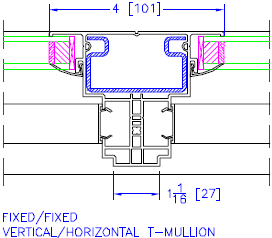 4 [101]
1 1/16 [27]
FIXED/FIXED
VERTICAL/HORIZONTAL T-MULLION